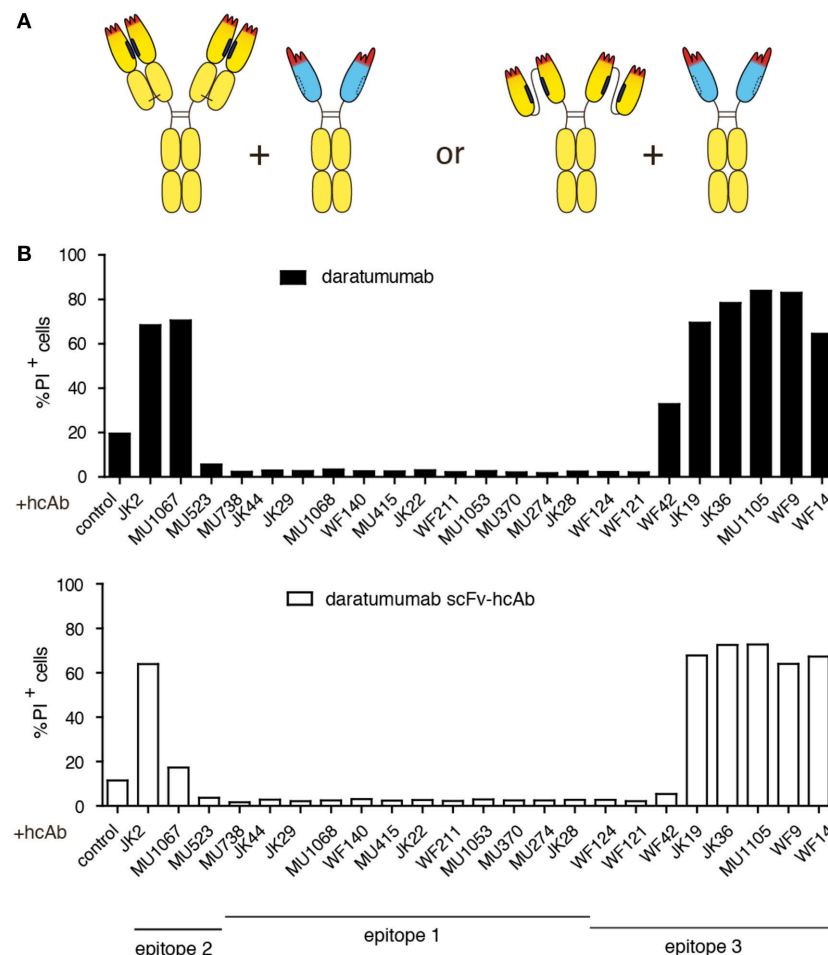 A
+ or +
B
100
80
60
40
20
0
%PI + cells
daratumumab
+hcAb
control JK2 MU1067 MU523 MU738 JK44 JK29 MU1068 WF140 MU415 JK22 WF211 MU1053 MU370 MU274 JK28 WF124 WF121 WF42 JK19 JK36 MU1105 WF9 WF14
100
80
60
40
20
0
%PI + cells
daratumumab scFv-hcAb
+hcAb
control JK2 MU1067 MU523 MU738 JK44 JK29 MU1068 WF140 MU415 JK22 WF211 MU1053 MU370 MU274 JK28 WF124 WF121 WF42 JK19 JK36 MU1105 WF9 WF14
epitope 2 epitope 1 epitope 3